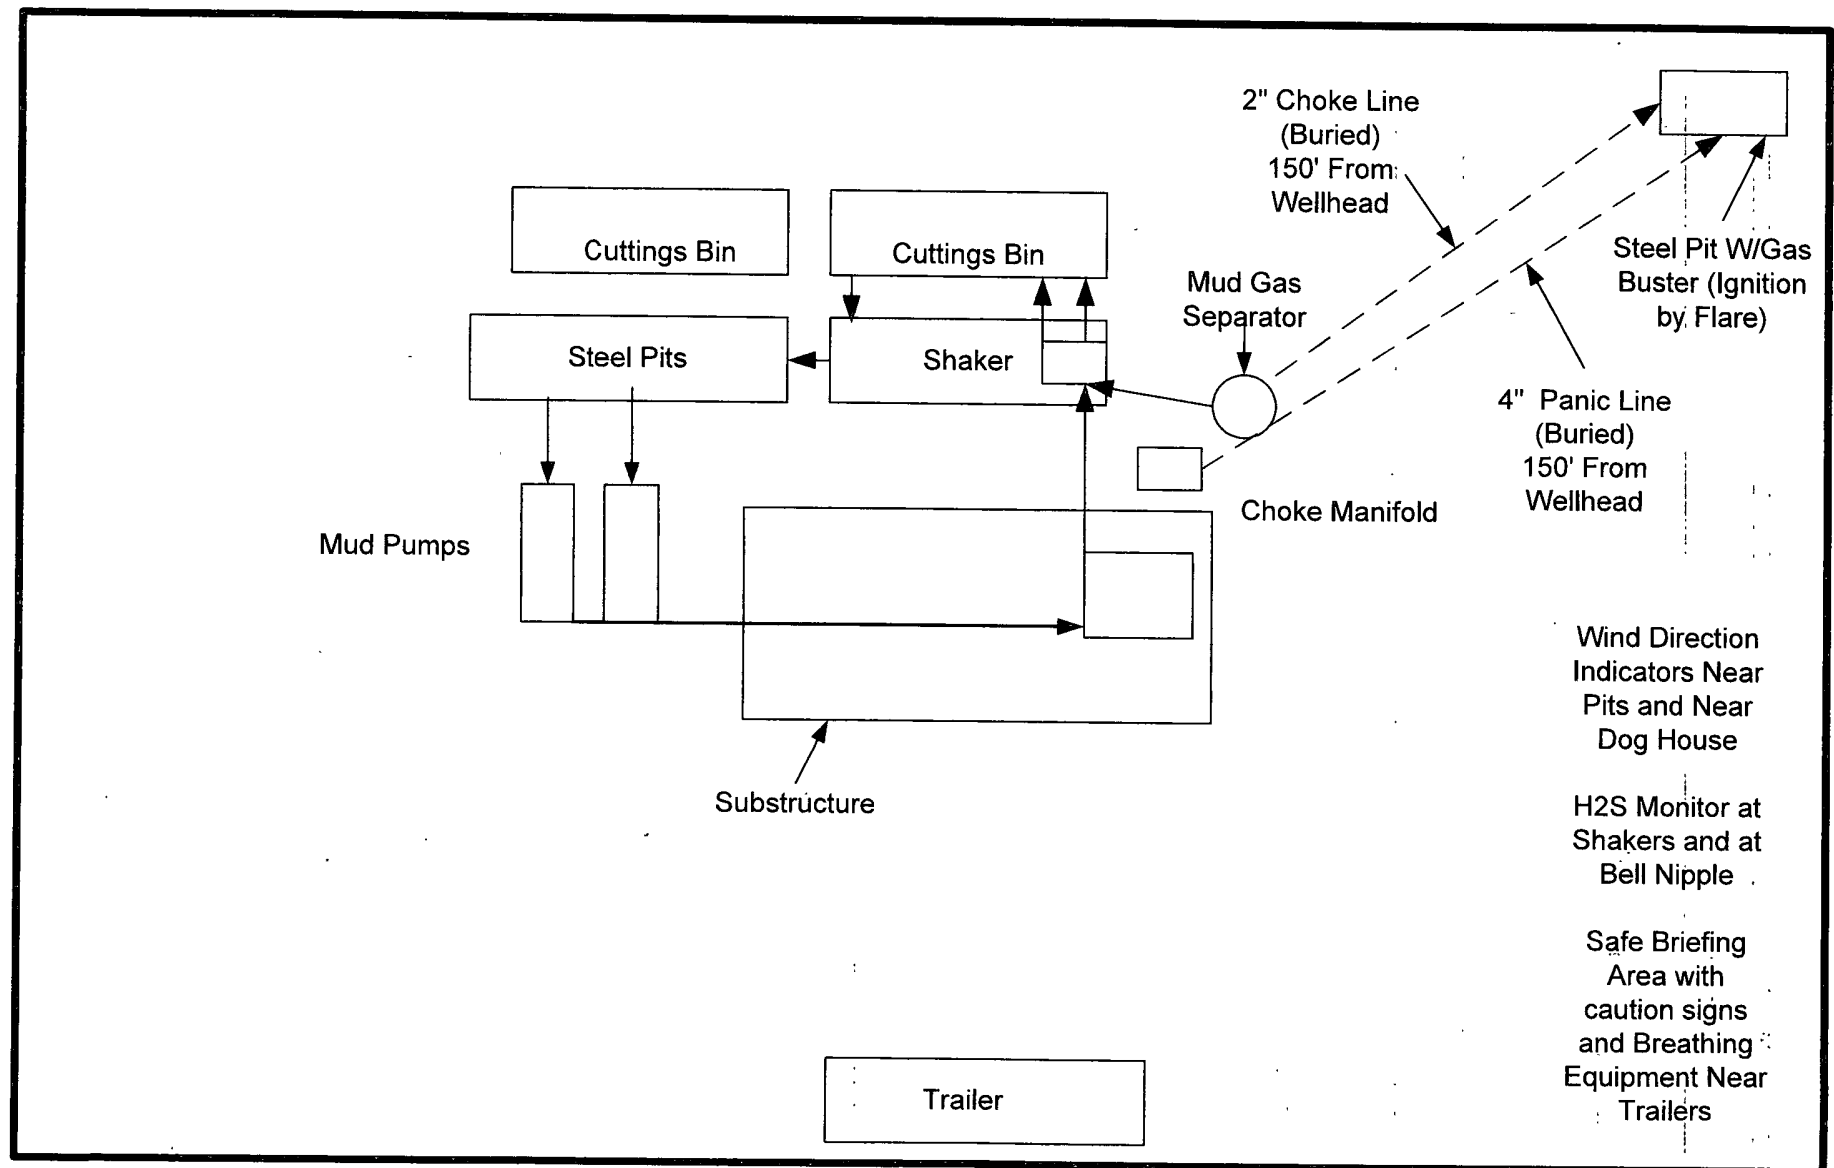 2" Choke Line
(Buried)
150' From
Wellhead
Cuttings Bin
Cuttings Bin
Steel Pit W/Gas
Buster (Ignition
by Flare)
Mud Gas
Separator
Steel Pits
Shaker
4" Panic Line
(Buried)
150' From
Wellhead
Choke Manifold
Mud Pumps
Wind Direction
Indicators Near
Pits and Near
Dog House
Substructure
H2S Monitor at
Shakers and at
Bell Nipple
Safe Briefing
Area with
caution signs
and Breathing
Equipment Near
Trailers
Trailer